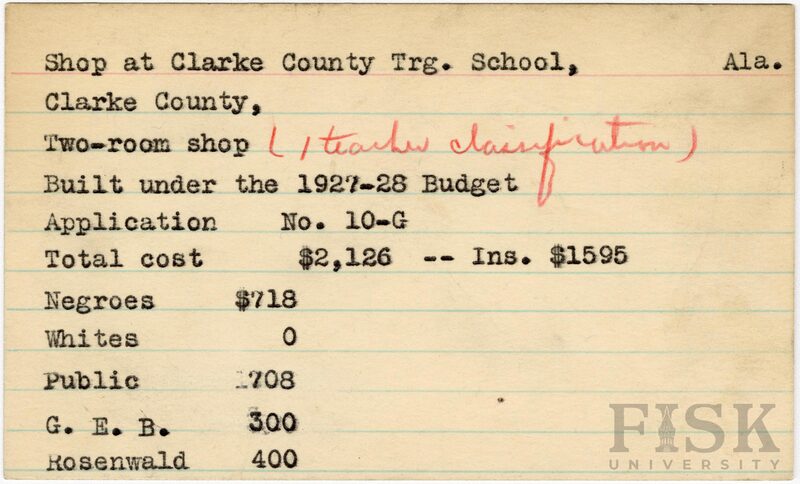 Shop at Clarke County Trg. School, Ala.
Clarke County,
Two-room shop (1 teacher classification)
Built under the 1927-28 Budget
Application No. 10-G
Total cost $2,126 -- Ins. $1595
Negroes $718
Whites 0
Public 708
G. E. B. 300
Rosenwald 400
FISK
UNIVERSITY